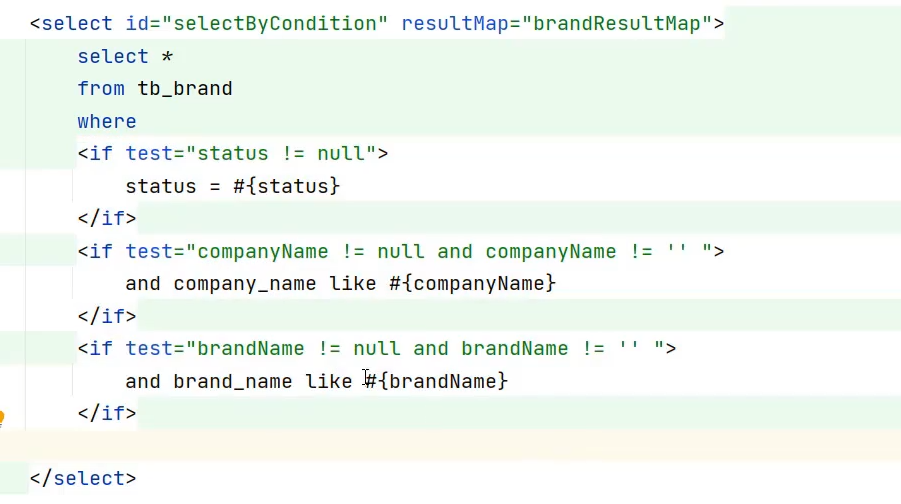 <select id="selectByCondition" resultMap="brandResultMap">
select *
from tb_brand
where
<if test="status != null">
status = #{status}
</if>
<if test="companyName != null and companyName != '' ">
and company_name like #{companyName}
</if>
<if test="brandName != null and brandName != '' ">
and brand_name like #{brandName}
</if>
</select>